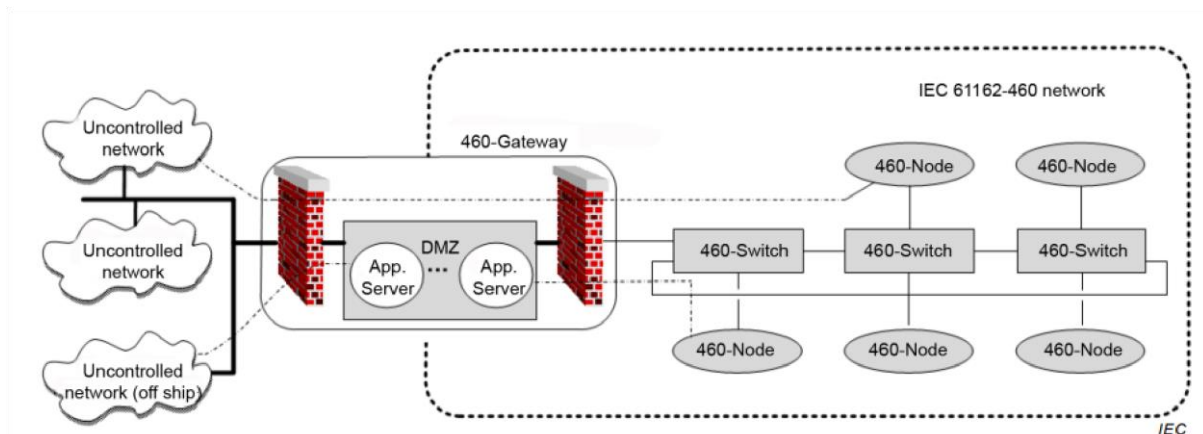 IEC 61162-460 network
460-Gateway
Uncontrolled
network
Uncontrolled
network
Uncontrolled
network (off ship)
DMZ
App.
Server
...
App.
Server
460-Node
460-Node
460-Switch
460-Switch
460-Switch
460-Node
460-Node
460-Node
IEC